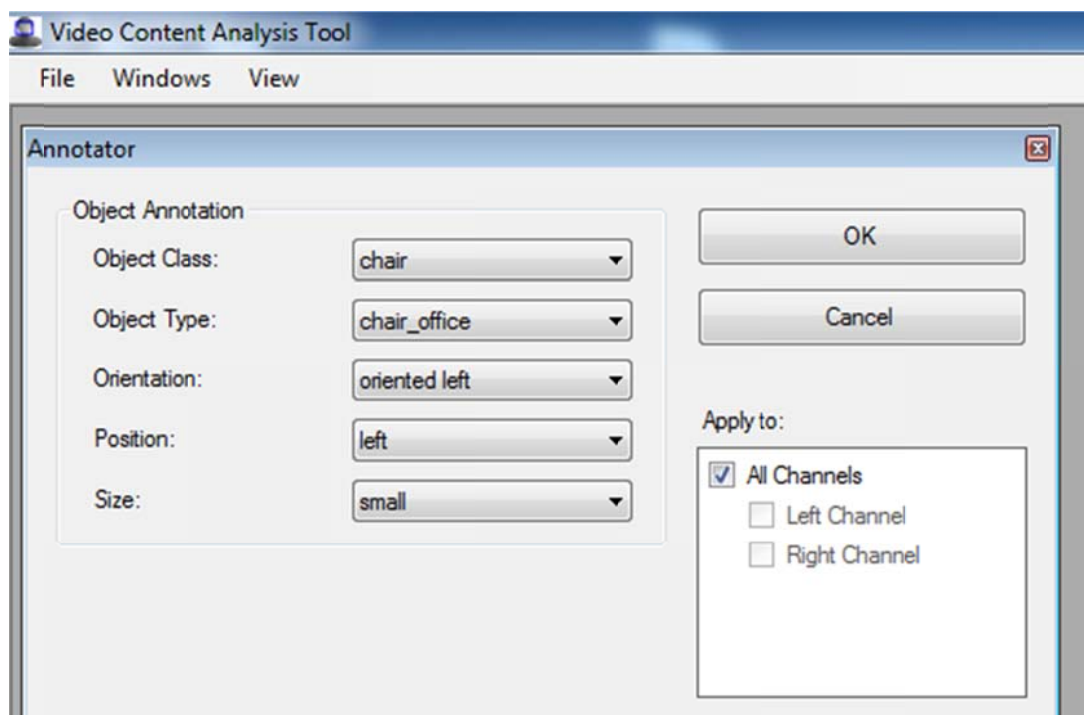 Video Content Analysis Tool
File Windows View
Annotator
Object Annotation
Object Class: chair
Object Type: chair_office
Orientation: oriented left
Position: left
Size: small
OK
Cancel
Apply to:
All Channels
Left Channel
Right Channel